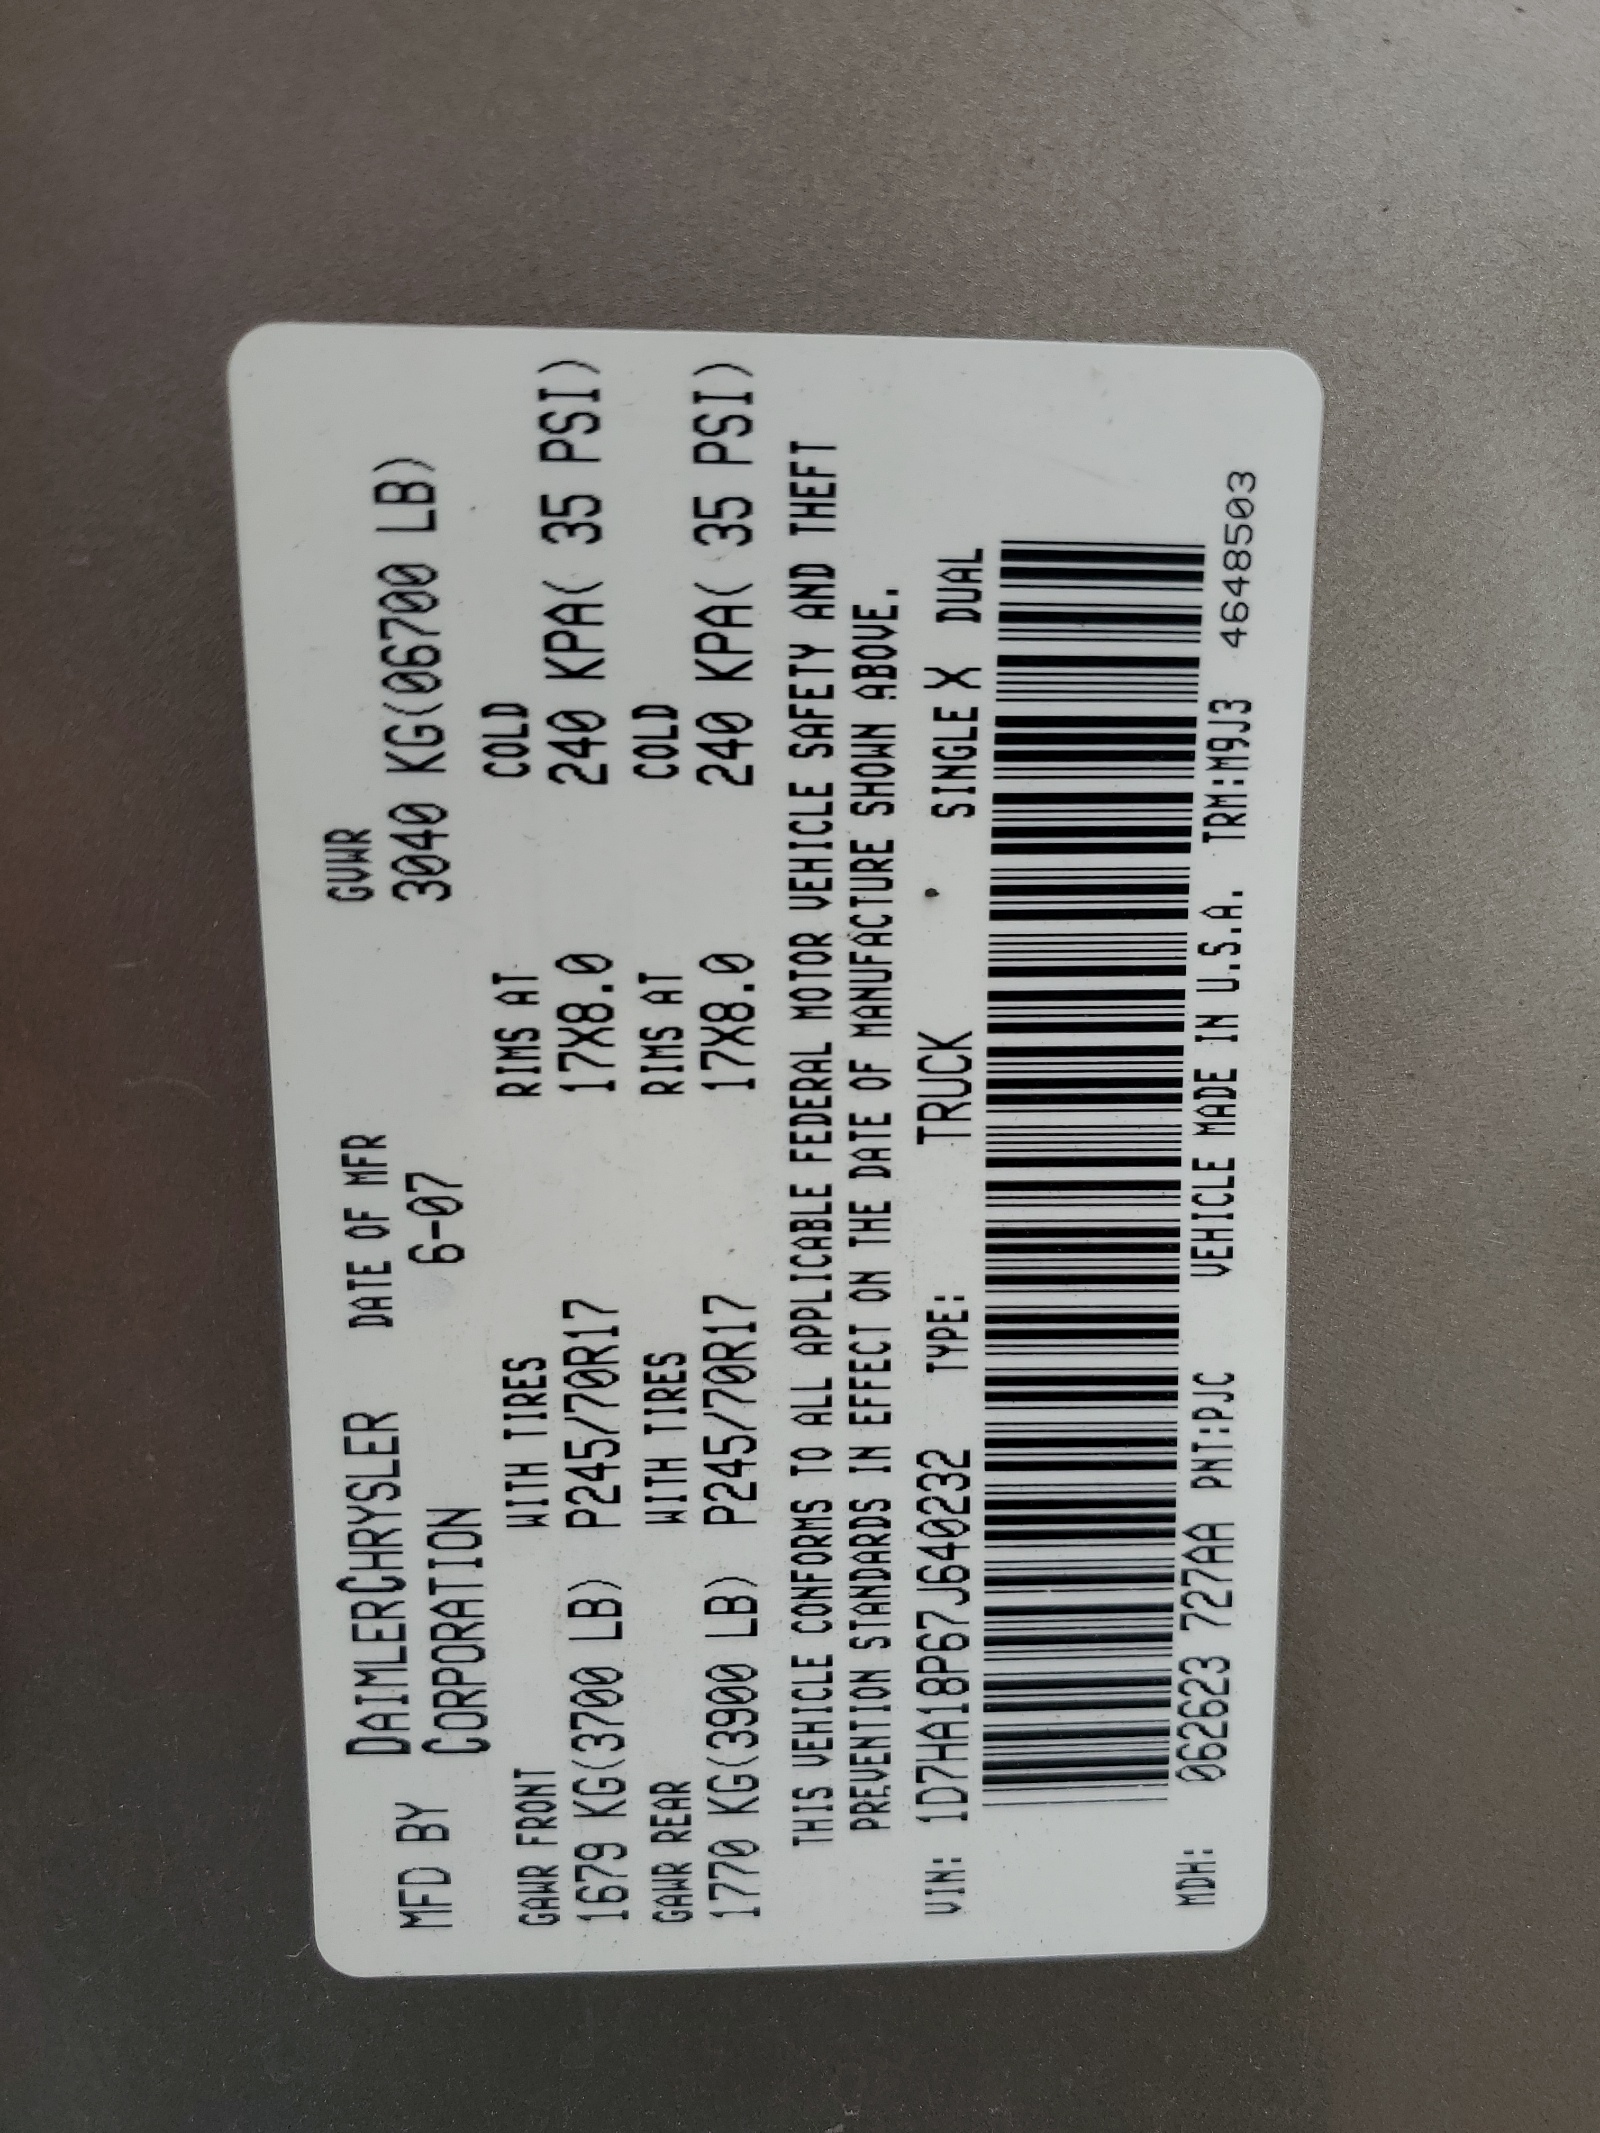 MFD BY DAIMLERCHRYSLER CORPORATION
DATE OF MFR
6-07
GVWR
3040 KG(06700 LB)
GAWR FRONT WITH TIRES RIMS AT COLD
1679 KG(3700 LB) P245/70R17 17X8.0 240 KPA( 35 PSI)
GAWR REAR WITH TIRES RIMS AT COLD
1770 KG(3900 LB) P245/70R17 17X8.0 240 KPA( 35 PSI)
THIS VEHICLE CONFORMS TO ALL APPLICABLE FEDERAL MOTOR VEHICLE SAFETY AND THEFT
PREVENTION STANDARDS IN EFFECT ON THE DATE OF MANUFACTURE SHOWN ABOVE.
VIN: 1D7HA18P67J640232 TYPE: TRUCK SINGLE X DUAL
MDH: 062623 727AA PNT:PJC VEHICLE MADE IN U.S.A. TRM:M9J3 4648503